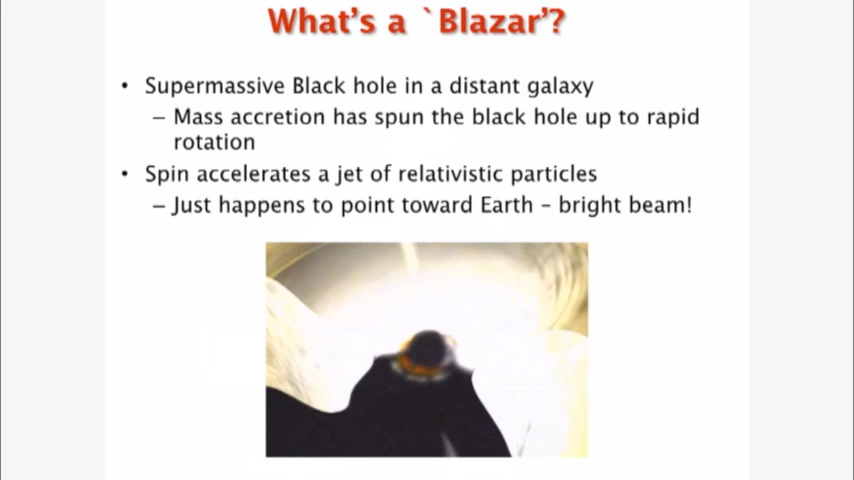 What's a `Blazar'?
• Supermassive Black hole in a distant galaxy
– Mass accretion has spun the black hole up to rapid
rotation
• Spin accelerates a jet of relativistic particles
– Just happens to point toward Earth – bright beam!